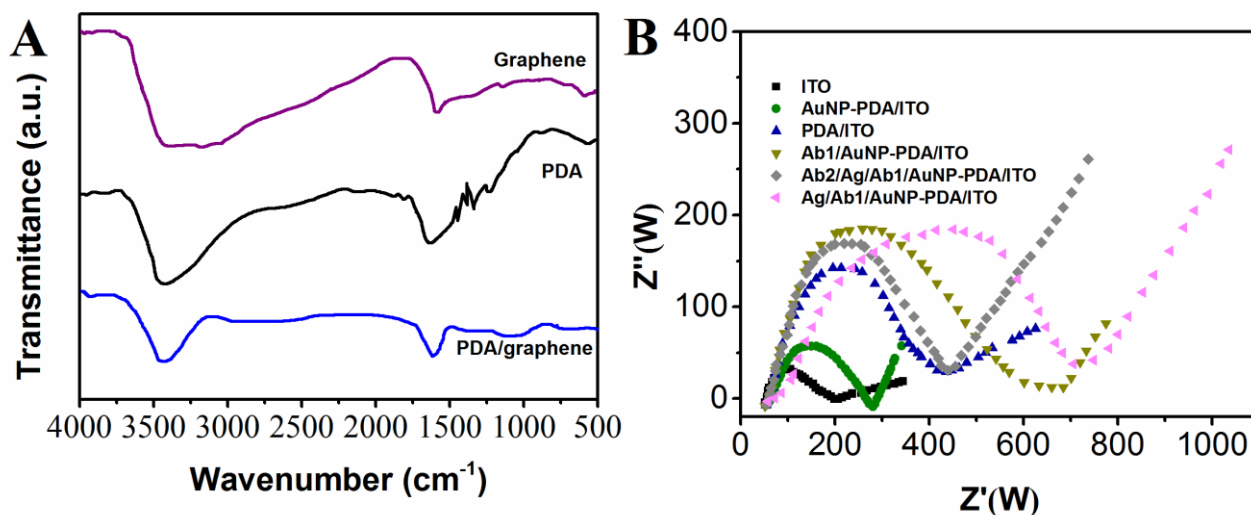 A
Transmittance (a.u.)
Graphene
PDA
PDA/graphene
4000 3500 3000 2500 2000 1500 1000 500
Wavenumber (cm⁻¹)
B
Z''(W)
400
300
200
100
0
ITO
AuNP-PDA/ITO
PDA/ITO
Ab1/AuNP-PDA/ITO
Ab2/Ag/Ab1/AuNP-PDA/ITO
Ag/Ab1/AuNP-PDA/ITO
0 200 400 600 800 1000
Z'(W)